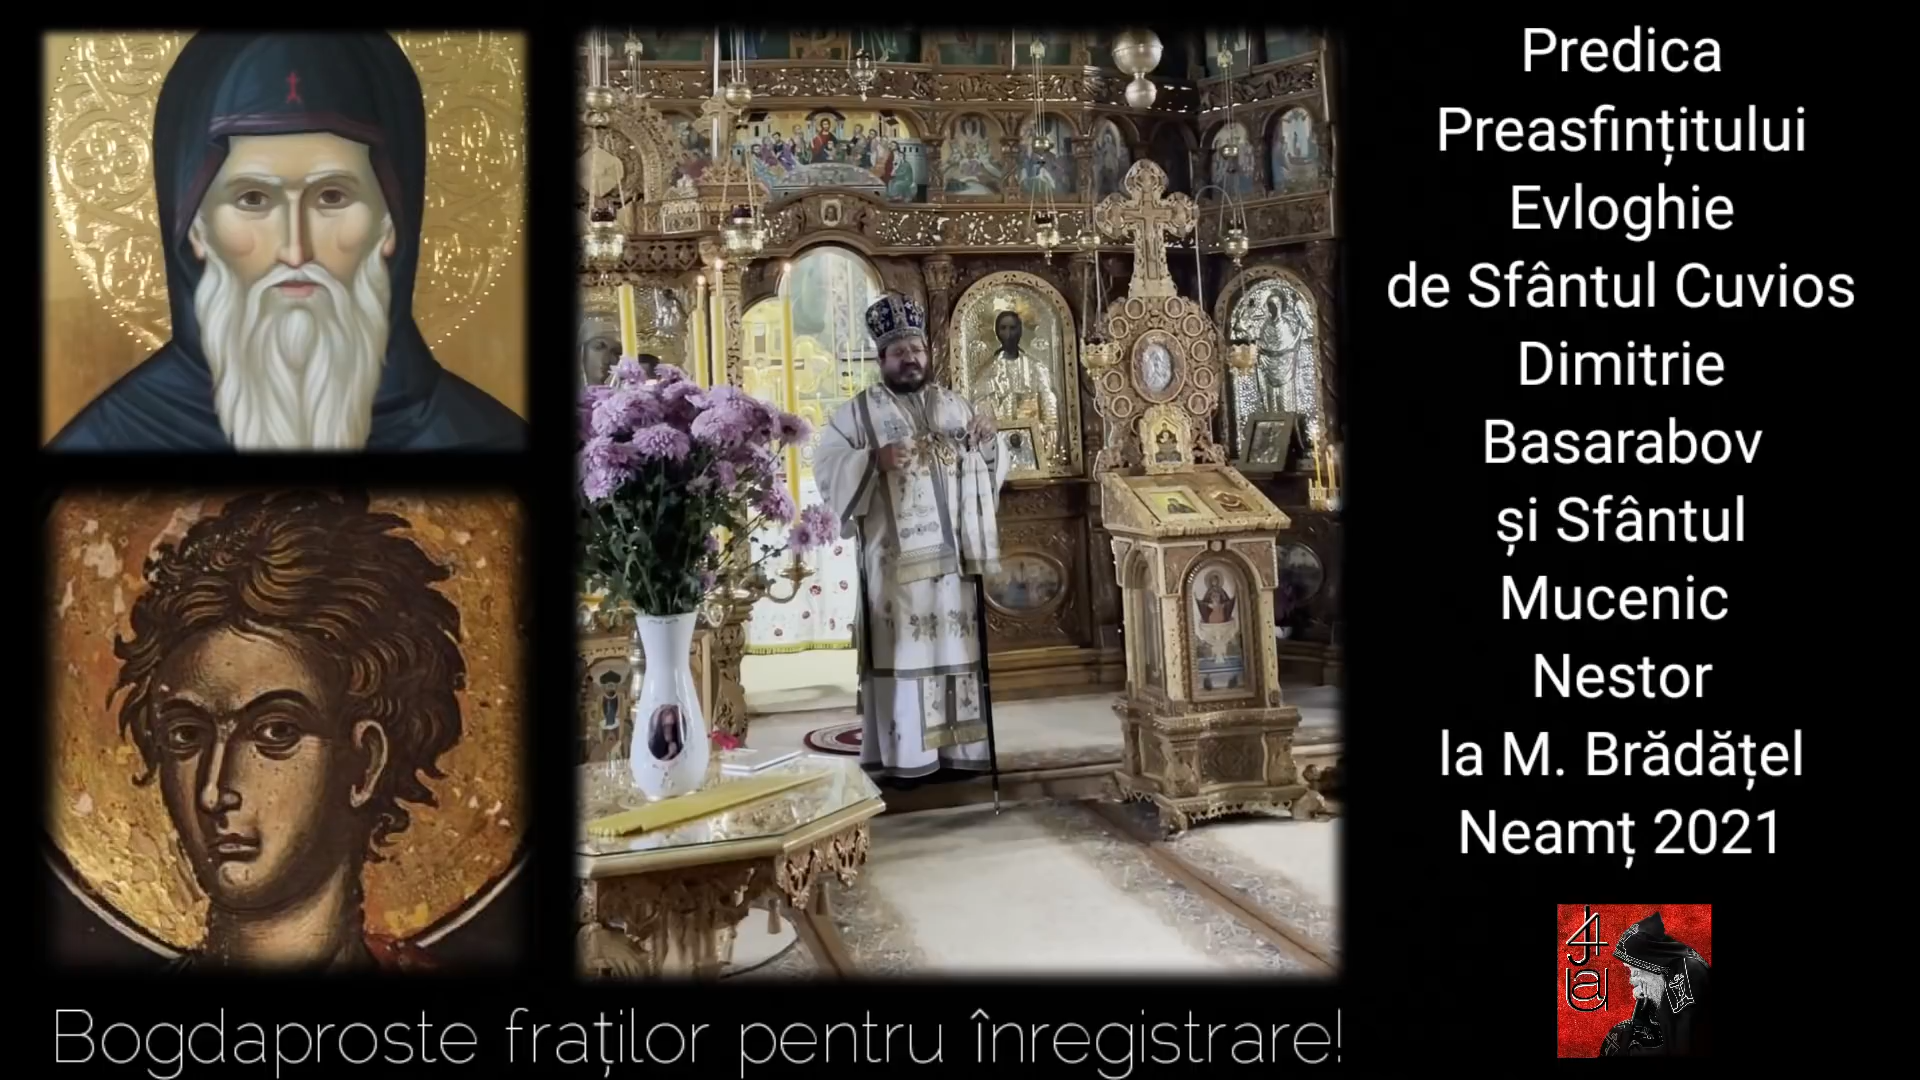 Predica
Preasfințitului
Evloghie
de Sfântul Cuvios
Dimitrie
Basarabov
și Sfântul
Mucenic
Nestor
la M. Brădățel
Neamț 2021
Bogdaproste fraților pentru înregistrare!